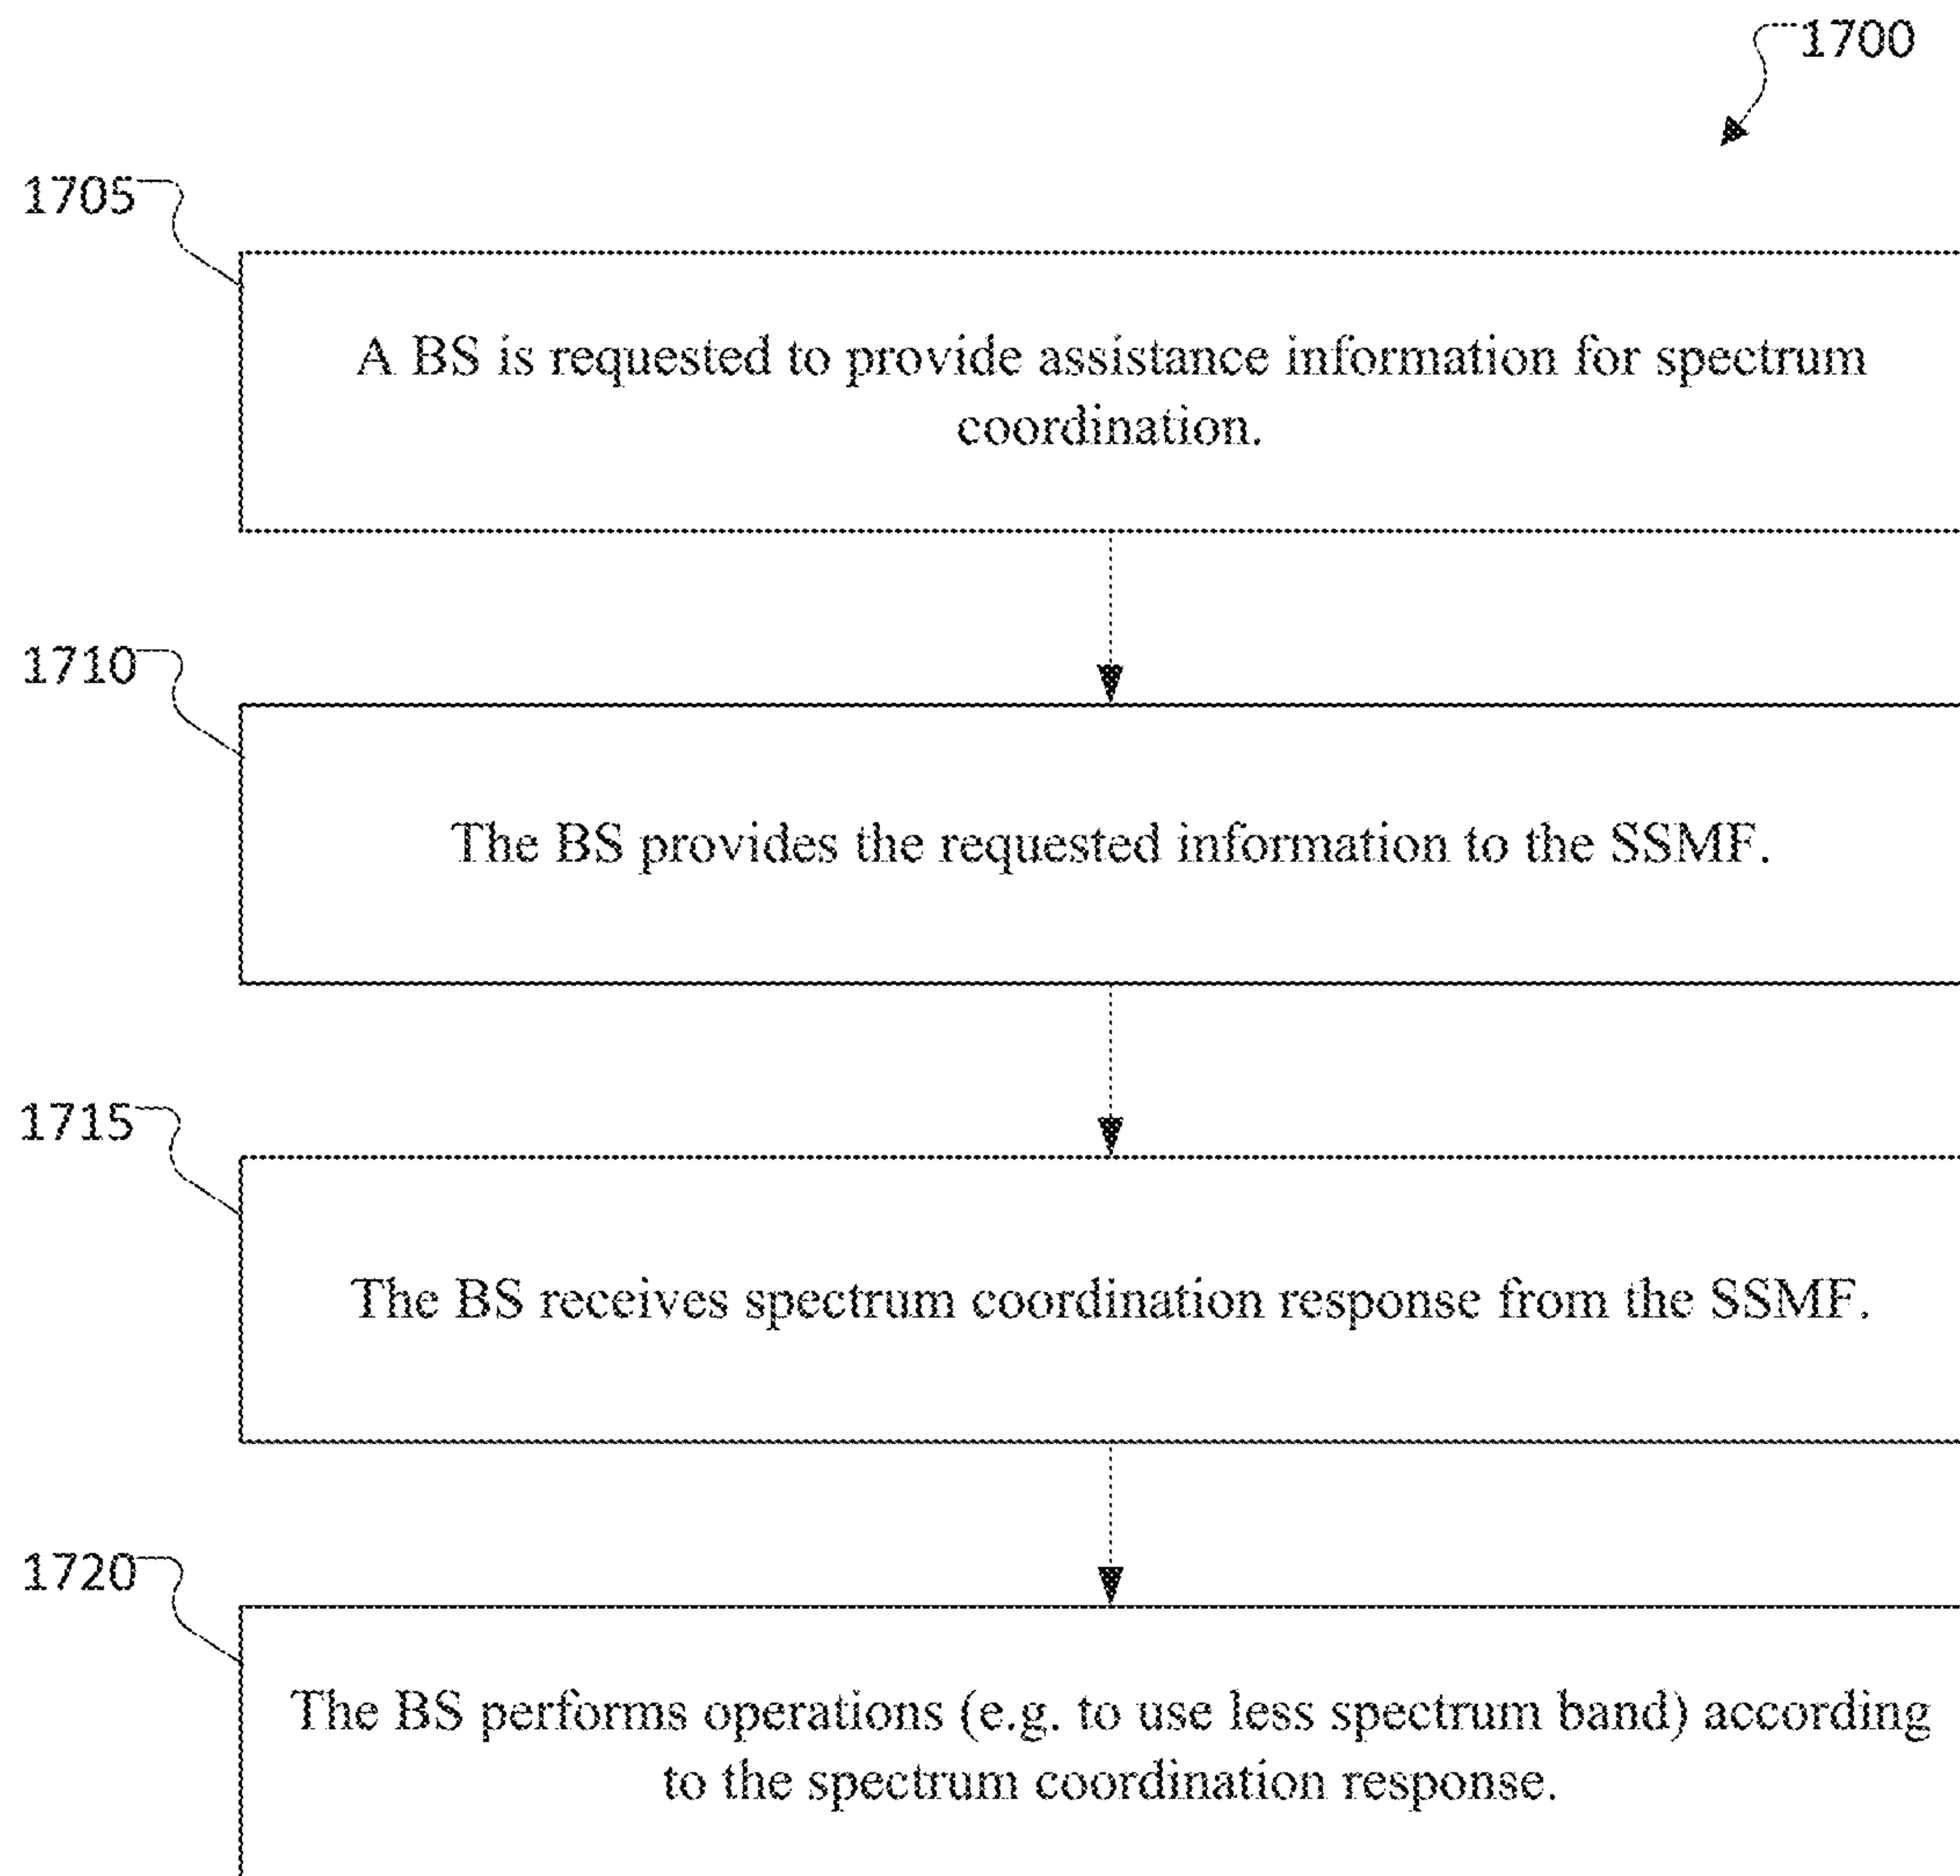 1700
1705
A BS is requested to provide assistance information for spectrum
coordination.
1710
The BS provides the requested information to the SSMF.
1715
The BS receives spectrum coordination response from the SSMF.
1720
The BS performs operations (e.g. to use less spectrum band) according
to the spectrum coordination response.